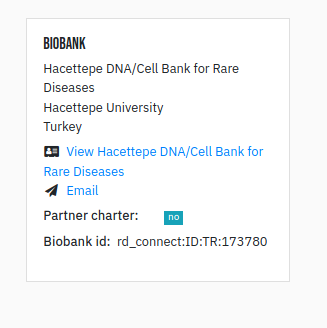 BIOBANK
Hacettepe DNA/Cell Bank for Rare
Diseases
Hacettepe University
Turkey
View Hacettepe DNA/Cell Bank for
Rare Diseases
Email
Partner charter: no
Biobank id: rd_connect:ID:TR:173780